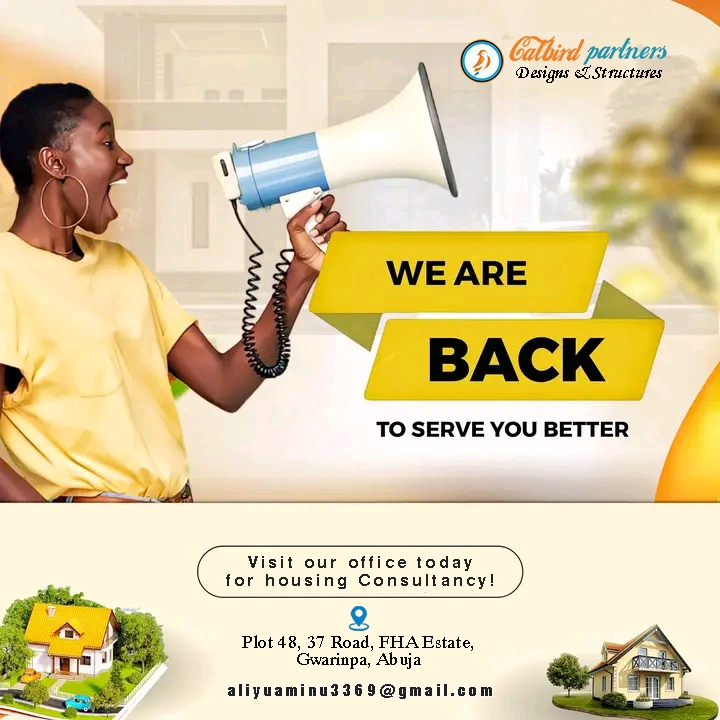 Catbird partners
Designs & Structures
WE ARE
BACK
TO SERVE YOU BETTER
Visit our office today
for housing Consultancy!
Plot 48, 37 Road, FHA Estate,
Gwarinpa, Abuja
aliyuaminu3369@gmail.com